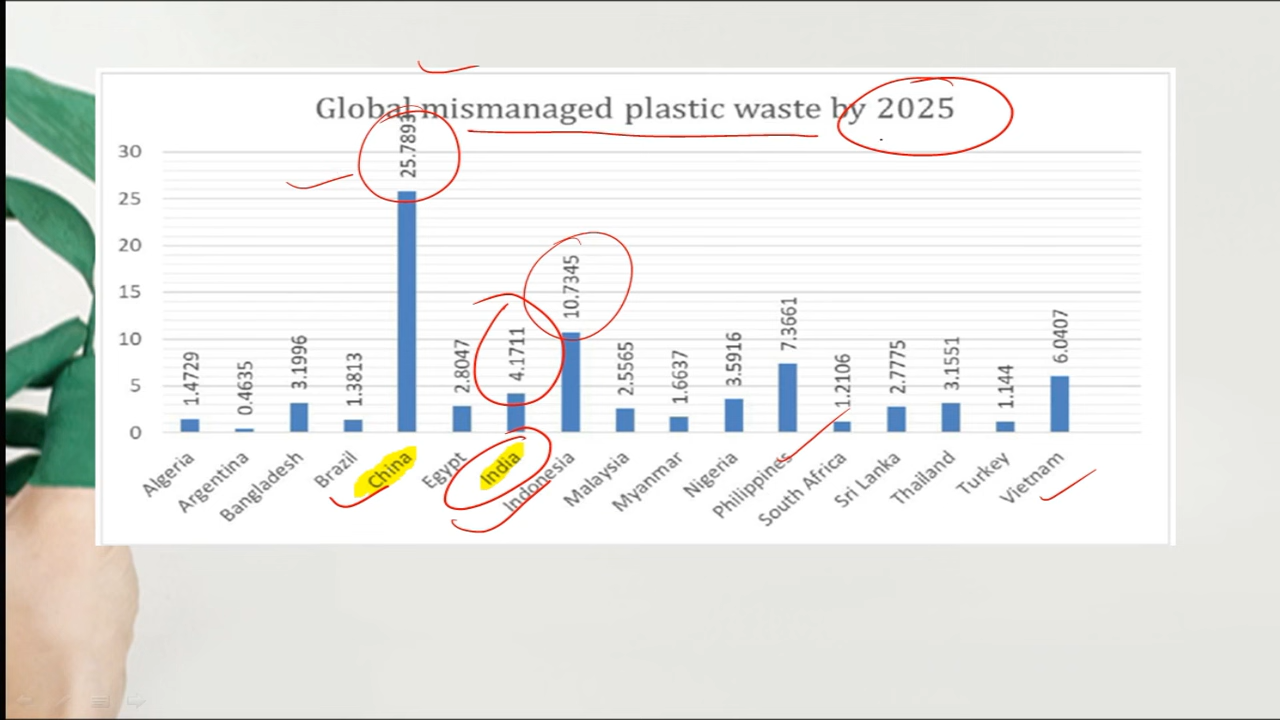 Global mismanaged plastic waste by 2025
30
25
20
15
10
5
0
1.4729
0.4635
3.1996
1.3813
25.7893
2.8047
4.1711
10.7345
2.5565
1.6637
3.5916
7.3661
1.2106
2.7775
3.1551
1.144
6.0407
Algeria
Argentina
Bangladesh
Brazil
China
Egypt
India
Indonesia
Malaysia
Myanmar
Nigeria
Philippines
South Africa
Sri Lanka
Thailand
Turkey
Vietnam